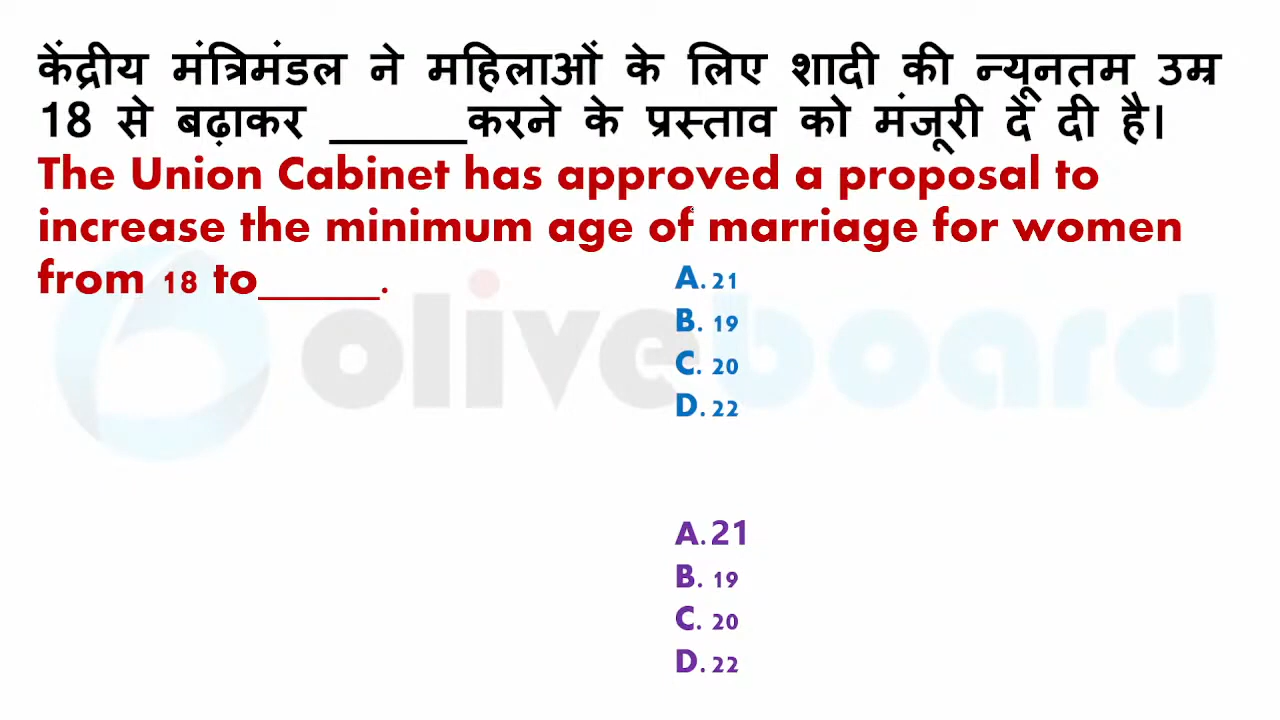 केंद्रीय मंत्रिमंडल ने महिलाओं के लिए शादी की न्यूनतम उम्र
18 से बढ़ाकर ______करने के प्रस्ताव को मंजूरी दे दी है।
The Union Cabinet has approved a proposal to
increase the minimum age of marriage for women
from 18 to______.
A. 21
B. 19
C. 20
D. 22
oliveboard
A. 21
B. 19
C. 20
D. 22